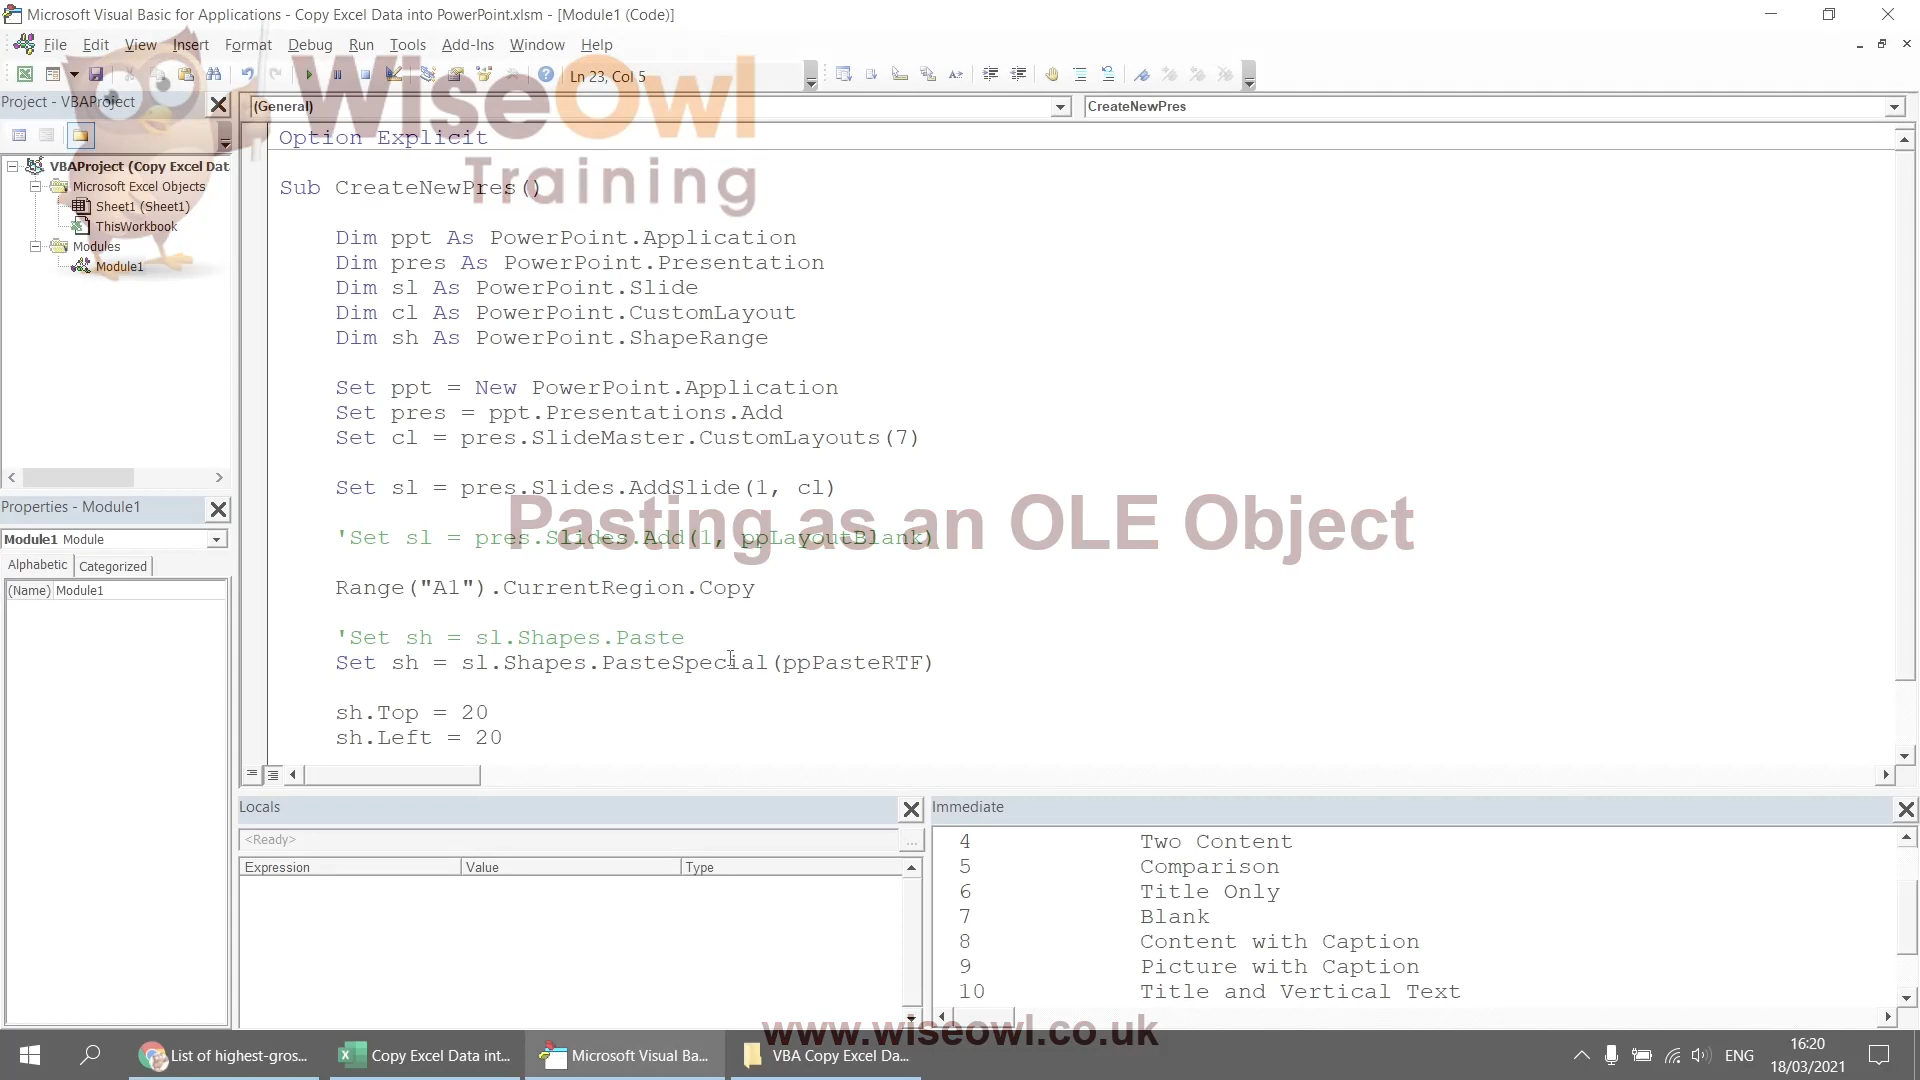 Microsoft Visual Basic for Applications - Copy Excel Data into PowerPoint.xlsm - [Module1 (Code)]
File Edit View Insert Format Debug Run Tools Add-Ins Window Help
Ln 23, Col 5
WiseOwl
Training
Project - VBAProject
(General)
CreateNewPres
VBAProject (Copy Excel Dat
Microsoft Excel Objects
Sheet1 (Sheet1)
ThisWorkbook
Modules
Module1
Option Explicit
Sub CreateNewPres()
Dim ppt As PowerPoint.Application
Dim pres As PowerPoint.Presentation
Dim sl As PowerPoint.Slide
Dim cl As PowerPoint.CustomLayout
Dim sh As PowerPoint.ShapeRange
Set ppt = New PowerPoint.Application
Set pres = ppt.Presentations.Add
Set cl = pres.SlideMaster.CustomLayouts(7)
Set sl = pres.Slides.AddSlide(1, cl)
'Set sl = pres.Slides.Add(1, ppLayoutBlank)
Range("A1").CurrentRegion.Copy
'Set sh = sl.Shapes.Paste
Set sh = sl.Shapes.PasteSpecial(ppPasteRTF)
sh.Top = 20
sh.Left = 20
Pasting as an OLE Object
Properties - Module1
Module1 Module
Alphabetic Categorized
(Name) Module1
Locals
<Ready>
...
Expression Value Type
Immediate
4 Two Content
5 Comparison
6 Title Only
7 Blank
8 Content with Caption
9 Picture with Caption
10 Title and Vertical Text
www.wiseowl.co.uk
List of highest-gros...
Copy Excel Data int...
Microsoft Visual Ba...
VBA Copy Excel Da...
ENG
16:20
18/03/2021